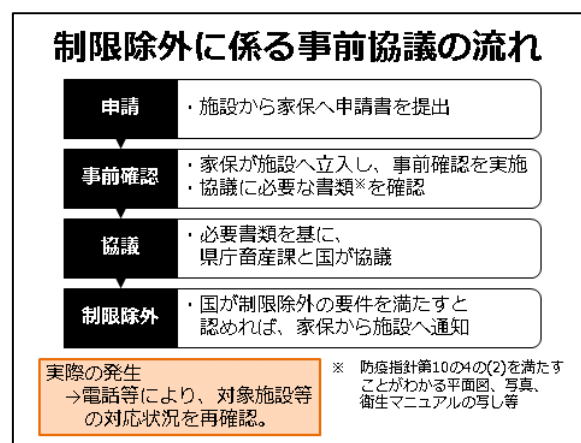 制限除外に係る事前協議の流れ
申請
・施設から家保へ申請書を提出
事前確認
・家保が施設へ立入し、事前確認を実施
・協議に必要な書類※を確認
協議
・必要書類を基に、
県庁畜産課と国が協議
制限除外
・国が制限除外の要件を満たすと
認めれば、家保から施設へ通知
実際の発生
→電話等により、対象施設等
の対応状況を再確認。
※ 防疫指針第10の4の(2)を満たす
ことがわかる平面図、写真、
衛生マニュアルの写し等